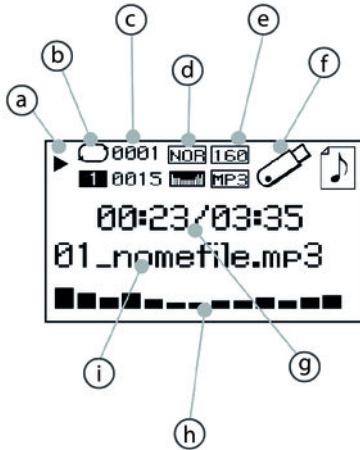 c e
b d f
a
0001 NOR 160
1 0015 MP3
00:23/03:35
01_namefile.mp3
i g
h